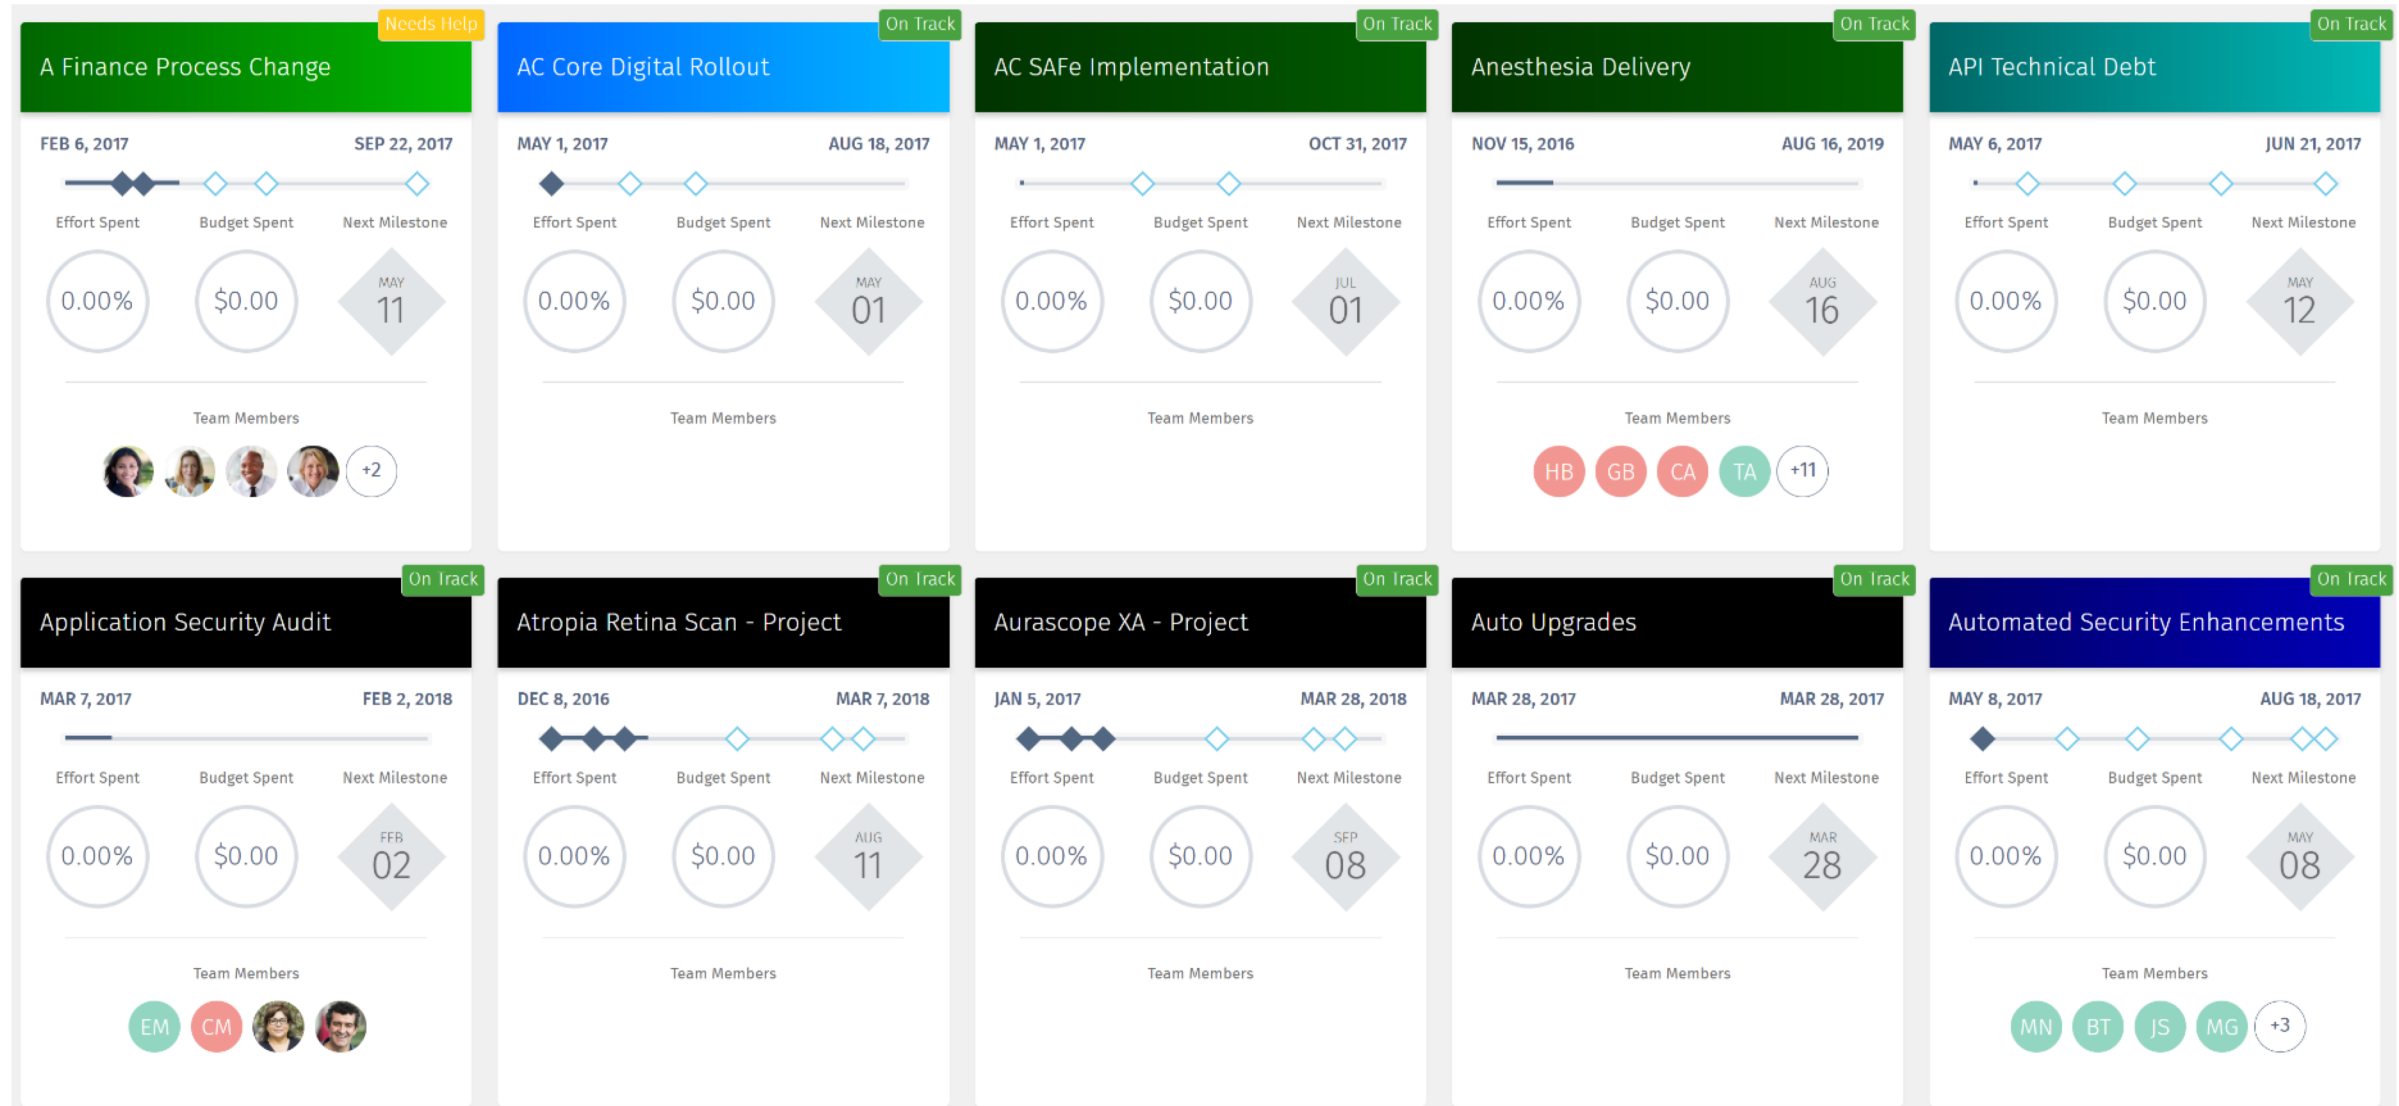 Needs Help
A Finance Process Change
FEB 6, 2017 SEP 22, 2017
Effort Spent Budget Spent Next Milestone
0.00% $0.00 MAY 11
Team Members
+2
On Track
AC Core Digital Rollout
MAY 1, 2017 AUG 18, 2017
Effort Spent Budget Spent Next Milestone
0.00% $0.00 MAY 01
Team Members
On Track
AC SAFe Implementation
MAY 1, 2017 OCT 31, 2017
Effort Spent Budget Spent Next Milestone
0.00% $0.00 JUL 01
Team Members
On Track
Anesthesia Delivery
NOV 15, 2016 AUG 16, 2019
Effort Spent Budget Spent Next Milestone
0.00% $0.00 AUG 16
Team Members
HB GB CA TA +11
On Track
API Technical Debt
MAY 6, 2017 JUN 21, 2017
Effort Spent Budget Spent Next Milestone
0.00% $0.00 MAY 12
Team Members
On Track
Application Security Audit
MAR 7, 2017 FEB 2, 2018
Effort Spent Budget Spent Next Milestone
0.00% $0.00 FEB 02
Team Members
EM CM
On Track
Atropia Retina Scan - Project
DEC 8, 2016 MAR 7, 2018
Effort Spent Budget Spent Next Milestone
0.00% $0.00 AUG 11
Team Members
On Track
Aurascope XA - Project
JAN 5, 2017 MAR 28, 2018
Effort Spent Budget Spent Next Milestone
0.00% $0.00 SEP 08
Team Members
On Track
Auto Upgrades
MAR 28, 2017 MAR 28, 2017
Effort Spent Budget Spent Next Milestone
0.00% $0.00 MAR 28
Team Members
On Track
Automated Security Enhancements
MAY 8, 2017 AUG 18, 2017
Effort Spent Budget Spent Next Milestone
0.00% $0.00 MAY 08
Team Members
MN BT JS MG +3